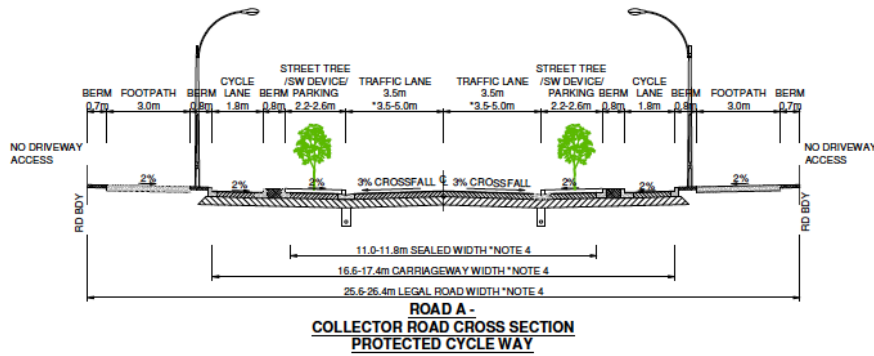 STREET TREE
/SW DEVICE/
PARKING
2.2-2.6m
TRAFFIC LANE
3.5m
*3.5-5.0m
TRAFFIC LANE
3.5m
*3.5-5.0m
STREET TREE
/SW DEVICE/
PARKING
2.2-2.6m
BERM
0.7m
FOOTPATH
3.0m
BERM
0.8m
CYCLE
LANE
1.8m
BERM
0.8m
BERM
0.8m
CYCLE
LANE
1.8m
BERM
0.8m
FOOTPATH
3.0m
BERM
0.7m
NO DRIVEWAY
ACCESS
NO DRIVEWAY
ACCESS
2%
2%
2%
3% CROSSFALL
℄
3% CROSSFALL
2%
2%
2%
RD BDY
RD BDY
11.0-11.8m SEALED WIDTH *NOTE 4
16.6-17.4m CARRIAGEWAY WIDTH *NOTE 4
25.6-26.4m LEGAL ROAD WIDTH *NOTE 4
ROAD A -
COLLECTOR ROAD CROSS SECTION
PROTECTED CYCLE WAY